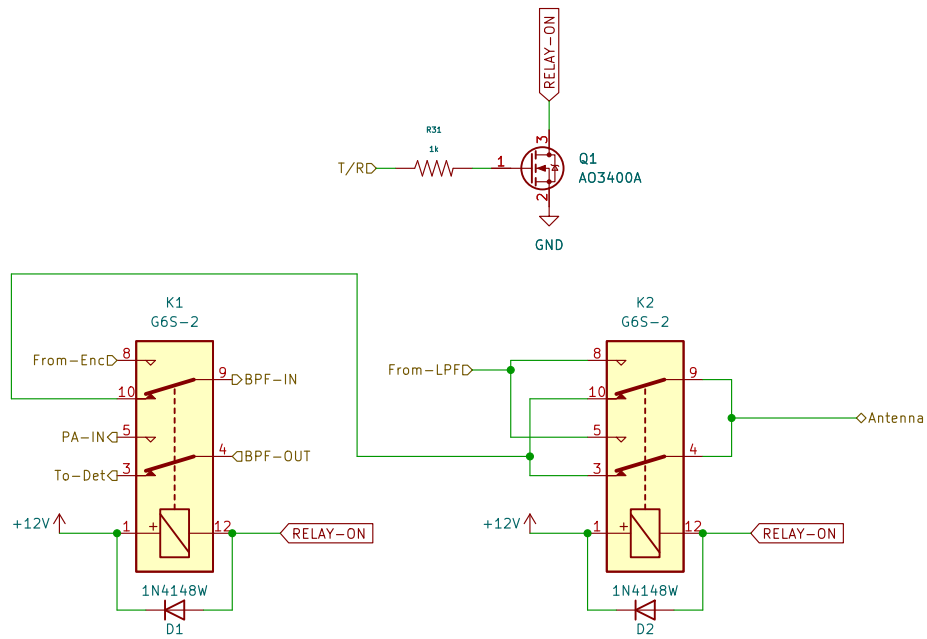 RELAY-ON
R31
1k
T/R
1
3
2
Q1
AO3400A
GND
K1
G6S-2
From-Enc
8
9
BPF-IN
10
PA-IN
5
4
BPF-OUT
To-Det
3
+12V
1
+
12
RELAY-ON
1N4148W
D1
K2
G6S-2
From-LPF
8
9
10
Antenna
5
4
3
+12V
1
+
12
RELAY-ON
1N4148W
D2